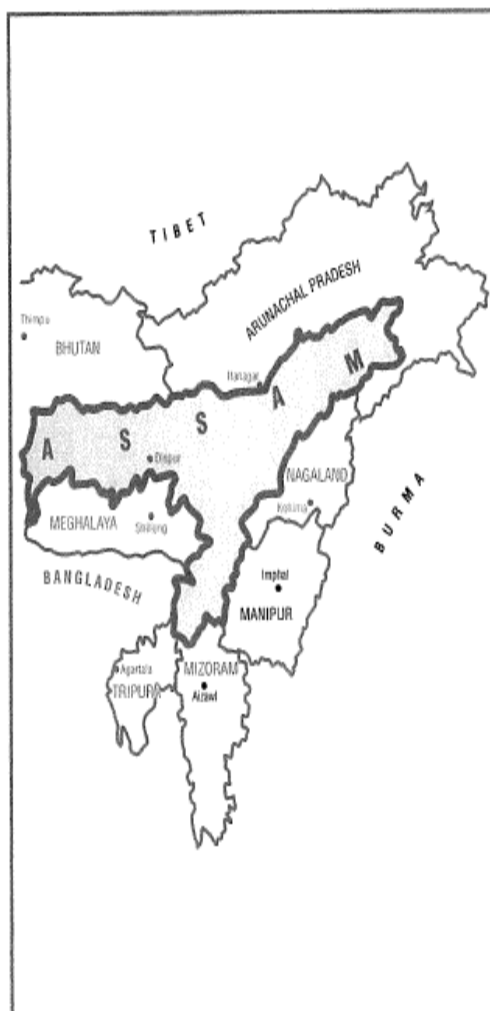 TIBET
ARUNACHAL PRADESH
Thimpu
BHUTAN
Itanagar
ASSAM
Dispur
NAGALAND
Kohima
MEGHALAYA
Shillong
BURMA
BANGLADESH
Imphal
MANIPUR
Agartala
TRIPURA
MIZORAM
Aizawl